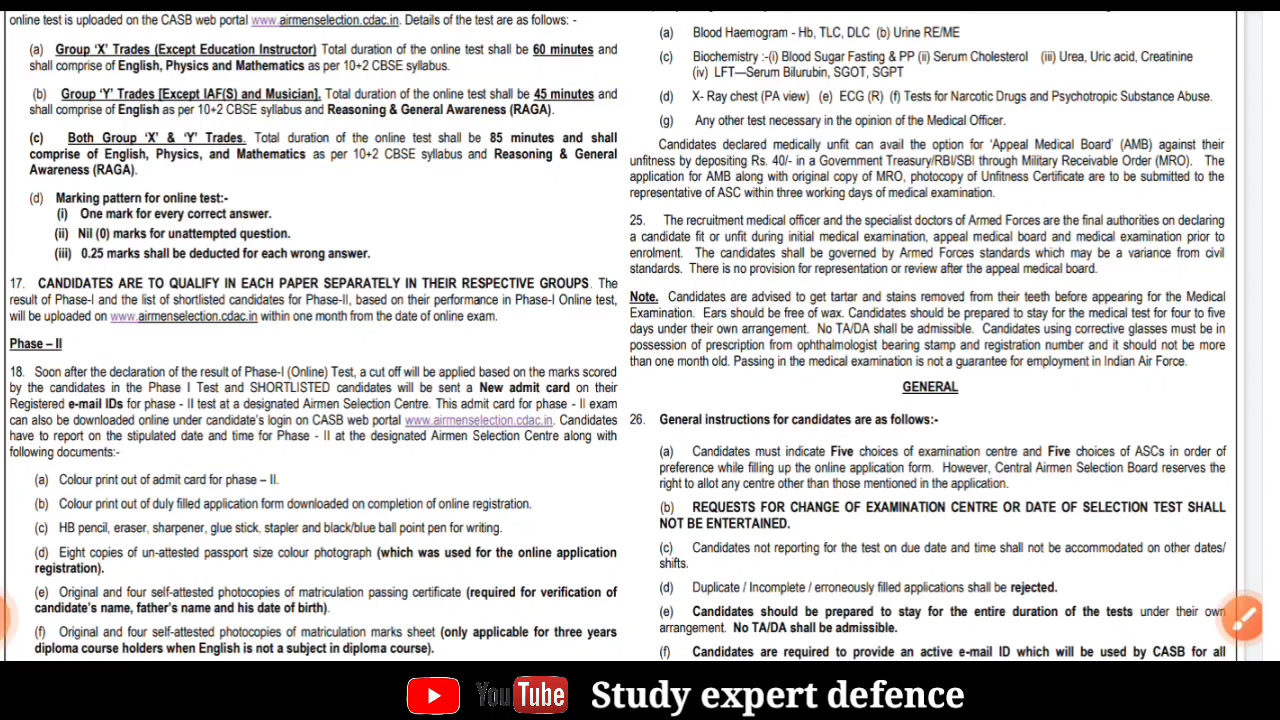 online test is uploaded on the CASB web portal www.airmenselection.cdac.in. Details of the test are as follows: -
(a) Group 'X' Trades (Except Education Instructor) Total duration of the online test shall be 60 minutes and
shall comprise of English, Physics and Mathematics as per 10+2 CBSE syllabus.
(b) Group 'Y' Trades [Except IAF(S) and Musician]. Total duration of the online test shall be 45 minutes and
shall comprise of English as per 10+2 CBSE syllabus and Reasoning & General Awareness (RAGA).
(c) Both Group 'X' & 'Y' Trades. Total duration of the online test shall be 85 minutes and shall
comprise of English, Physics, and Mathematics as per 10+2 CBSE syllabus and Reasoning & General
Awareness (RAGA).
(d) Marking pattern for online test:-
(i) One mark for every correct answer.
(ii) Nil (0) marks for unattempted question.
(iii) 0.25 marks shall be deducted for each wrong answer.
17. CANDIDATES ARE TO QUALIFY IN EACH PAPER SEPARATELY IN THEIR RESPECTIVE GROUPS. The
result of Phase-I and the list of shortlisted candidates for Phase-II, based on their performance in Phase-I Online test,
will be uploaded on www.airmenselection.cdac.in within one month from the date of online exam.
Phase – II
18. Soon after the declaration of the result of Phase-I (Online) Test, a cut off will be applied based on the marks scored
by the candidates in the Phase I Test and SHORTLISTED candidates will be sent a New admit card on their
Registered e-mail IDs for phase - II test at a designated Airmen Selection Centre. This admit card for phase - II exam
can also be downloaded online under candidate's login on CASB web portal www.airmenselection.cdac.in. Candidates
have to report on the stipulated date and time for Phase - II at the designated Airmen Selection Centre along with
following documents:-
(a) Colour print out of admit card for phase – II.
(b) Colour print out of duly filled application form downloaded on completion of online registration.
(c) HB pencil, eraser, sharpener, glue stick, stapler and black/blue ball point pen for writing.
(d) Eight copies of un-attested passport size colour photograph (which was used for the online application
registration).
(e) Original and four self-attested photocopies of matriculation passing certificate (required for verification of
candidate's name, father's name and his date of birth).
(f) Original and four self-attested photocopies of matriculation marks sheet (only applicable for three years
diploma course holders when English is not a subject in diploma course).
(a) Blood Haemogram - Hb, TLC, DLC (b) Urine RE/ME
(c) Biochemistry :-(i) Blood Sugar Fasting & PP (ii) Serum Cholesterol (iii) Urea, Uric acid, Creatinine
(iv) LFT—Serum Bilurubin, SGOT, SGPT
(d) X- Ray chest (PA view) (e) ECG (R) (f) Tests for Narcotic Drugs and Psychotropic Substance Abuse.
(g) Any other test necessary in the opinion of the Medical Officer.
Candidates declared medically unfit can avail the option for 'Appeal Medical Board' (AMB) against their
unfitness by depositing Rs. 40/- in a Government Treasury/RBI/SBI through Military Receivable Order (MRO). The
application for AMB along with original copy of MRO, photocopy of Unfitness Certificate are to be submitted to the
representative of ASC within three working days of medical examination.
25. The recruitment medical officer and the specialist doctors of Armed Forces are the final authorities on declaring
a candidate fit or unfit during initial medical examination, appeal medical board and medical examination prior to
enrolment. The candidates shall be governed by Armed Forces standards which may be a variance from civil
standards. There is no provision for representation or review after the appeal medical board.
Note. Candidates are advised to get tartar and stains removed from their teeth before appearing for the Medical
Examination. Ears should be free of wax. Candidates should be prepared to stay for the medical test for four to five
days under their own arrangement. No TA/DA shall be admissible. Candidates using corrective glasses must be in
possession of prescription from ophthalmologist bearing stamp and registration number and it should not be more
than one month old. Passing in the medical examination is not a guarantee for employment in Indian Air Force.
GENERAL
26. General instructions for candidates are as follows:-
(a) Candidates must indicate Five choices of examination centre and Five choices of ASCs in order of
preference while filling up the online application form. However, Central Airmen Selection Board reserves the
right to allot any centre other than those mentioned in the application.
(b) REQUESTS FOR CHANGE OF EXAMINATION CENTRE OR DATE OF SELECTION TEST SHALL
NOT BE ENTERTAINED.
(c) Candidates not reporting for the test on due date and time shall not be accommodated on other dates/
shifts.
(d) Duplicate / Incomplete / erroneously filled applications shall be rejected.
(e) Candidates should be prepared to stay for the entire duration of the tests under their own
arrangement. No TA/DA shall be admissible.
(f) Candidates are required to provide an active e-mail ID which will be used by CASB for all
YouTube Study expert defence